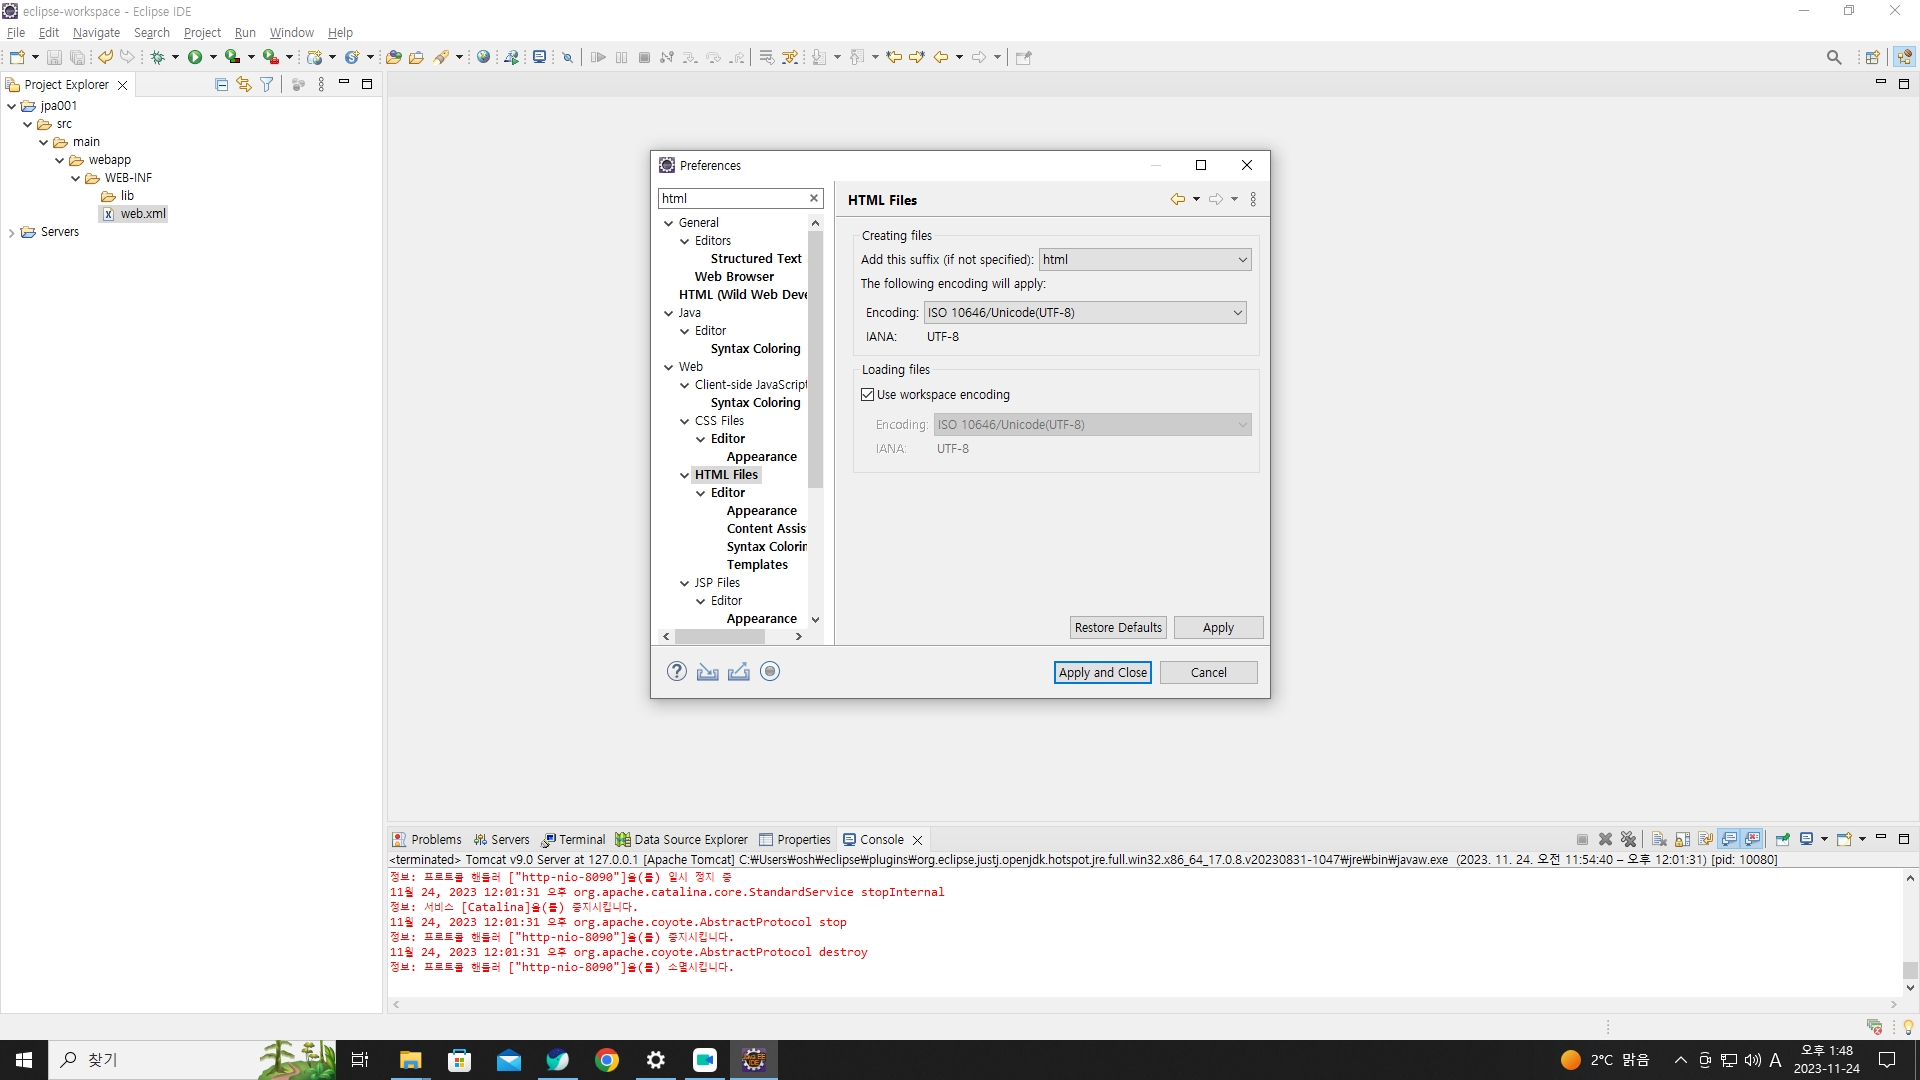 eclipse-workspace - Eclipse IDE
File Edit Navigate Search Project Run Window Help
Project Explorer
jpa001
src
main
webapp
WEB-INF
lib
web.xml
Servers
Preferences
html
General
Editors
Structured Text
Web Browser
HTML (Wild Web Deve
Java
Editor
Syntax Coloring
Web
Client-side JavaScript
Syntax Coloring
CSS Files
Editor
Appearance
HTML Files
Editor
Appearance
Content Assis
Syntax Colorin
Templates
JSP Files
Editor
Appearance
HTML Files
Creating files
Add this suffix (if not specified): html
The following encoding will apply:
Encoding: ISO 10646/Unicode(UTF-8)
IANA: UTF-8
Loading files
Use workspace encoding
Encoding: ISO 10646/Unicode(UTF-8)
IANA: UTF-8
Restore Defaults Apply
Apply and Close Cancel
Problems Servers Terminal Data Source Explorer Properties Console
<terminated> Tomcat v9.0 Server at 127.0.0.1 [Apache Tomcat] C:₩Users₩osh₩eclipse₩plugins₩org.eclipse.justj.openjdk.hotspot.jre.full.win32.x86_64_17.0.8.v20230831-1047₩jre₩bin₩javaw.exe (2023. 11. 24. 오전 11:54:40 – 오후 12:01:31) [pid: 10080]
정보: 프로토콜 핸들러 ["http-nio-8090"]을(를) 일시 정지 중
11월 24, 2023 12:01:31 오후 org.apache.catalina.core.StandardService stopInternal
정보: 서비스 [Catalina]을(를) 중지시킵니다.
11월 24, 2023 12:01:31 오후 org.apache.coyote.AbstractProtocol stop
정보: 프로토콜 핸들러 ["http-nio-8090"]을(를) 중지시킵니다.
11월 24, 2023 12:01:31 오후 org.apache.coyote.AbstractProtocol destroy
정보: 프로토콜 핸들러 ["http-nio-8090"]을(를) 소멸시킵니다.
찾기
2°C 맑음
A
오후 1:48
2023-11-24